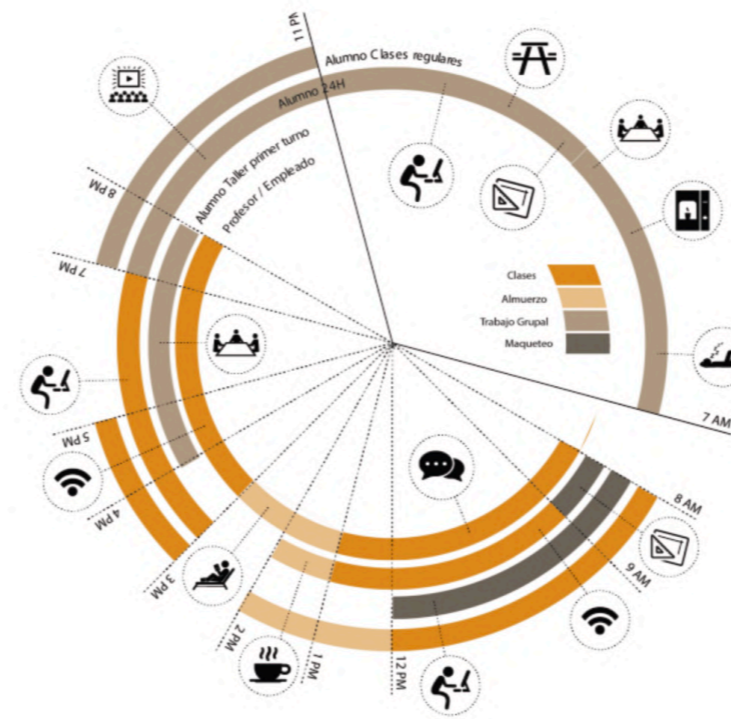 11 PM
Alumno Clases regulares
Alumno 24H
Alumno Taller primer turno
Profesor / Empleado
8 PM
7 PM
Clases
Almuerzo
Trabajo Grupal
Maqueteo
7 AM
5 PM
4 PM
3 PM
2 PM
1 PM
12 PM
9 AM
8 AM